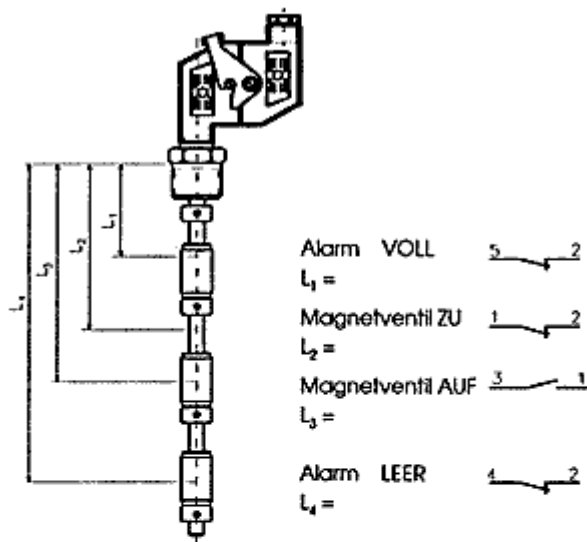 L₁
L₂
L₃
L₄
Alarm VOLL 5 2
L₁ =
Magnetventil ZU 1 2
L₂ =
Magnetventil AUF 3 1
L₃ =
Alarm LEER 4 2
L₄ =